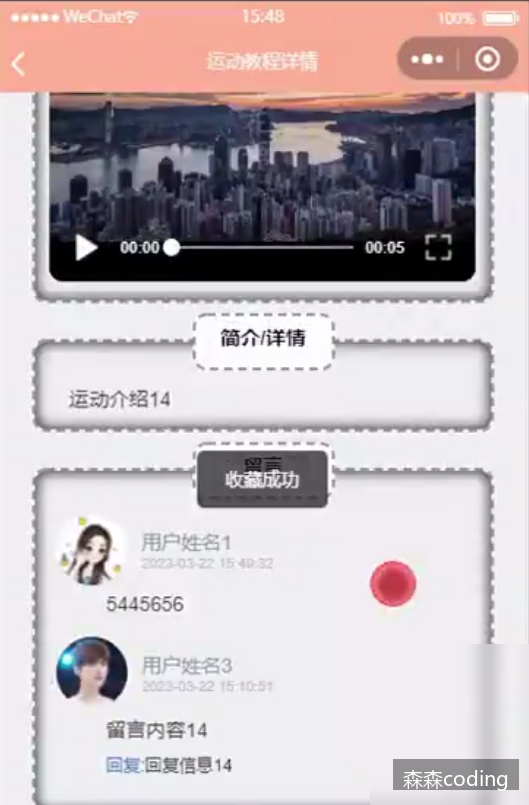 WeChat
15:48
100%
运动教程详情
00:00
00:05
简介/详情
运动介绍14
留言
收藏成功
用户姓名1
2023-03-22 15:49:32
5445656
用户姓名3
2023-03-22 15:10:51
留言内容14
回复:回复信息14
森森coding